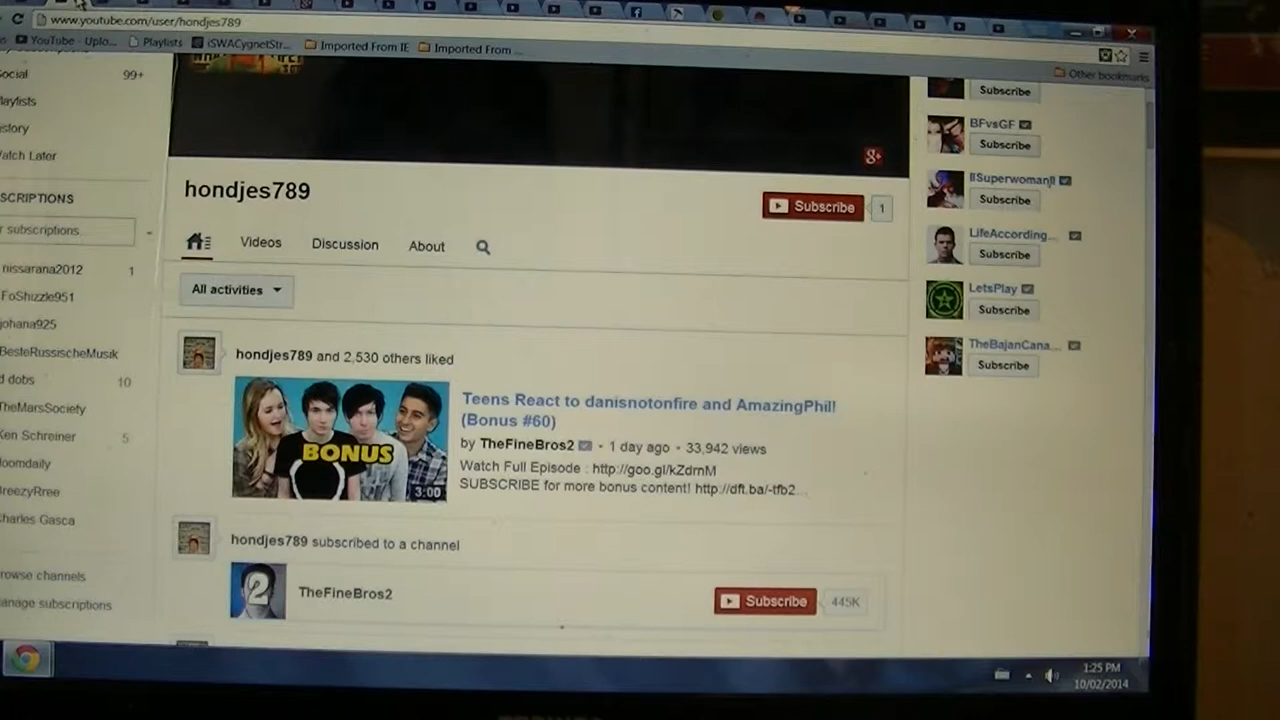 www.youtube.com/user/hondjes789
YouTube - Uplo...
Playlists
iSWACygnetStr...
Imported From IE
Imported From ...
Other bookmarks
ocial 99+
laylists
istory
atch Later
SCRIPTIONS
r subscriptions
nissarana2012 1
FoShizzle951
johana925
BesteRussischeMusik
d dobs 10
TheMarsSociety
Ken Schreiner 5
oomdaily
reezyRree
harles Gasca
rowse channels
anage subscriptions
g+
hondjes789
Subscribe 1
Videos
Discussion
About
All activities
hondjes789 and 2,530 others liked
BONUS
3:00
Teens React to danisnotonfire and AmazingPhil!
(Bonus #60)
by TheFineBros2 · 1 day ago · 33,942 views
Watch Full Episode : http://goo.gl/kZdrnM
SUBSCRIBE for more bonus content! http://dft.ba/-tfb2...
hondjes789 subscribed to a channel
2
TheFineBros2
Subscribe 445K
Subscribe
BFvsGF
Subscribe
IISuperwomanII
Subscribe
LifeAccording...
Subscribe
LetsPlay
Subscribe
TheBajanCana...
Subscribe
1:25 PM
10/02/2014